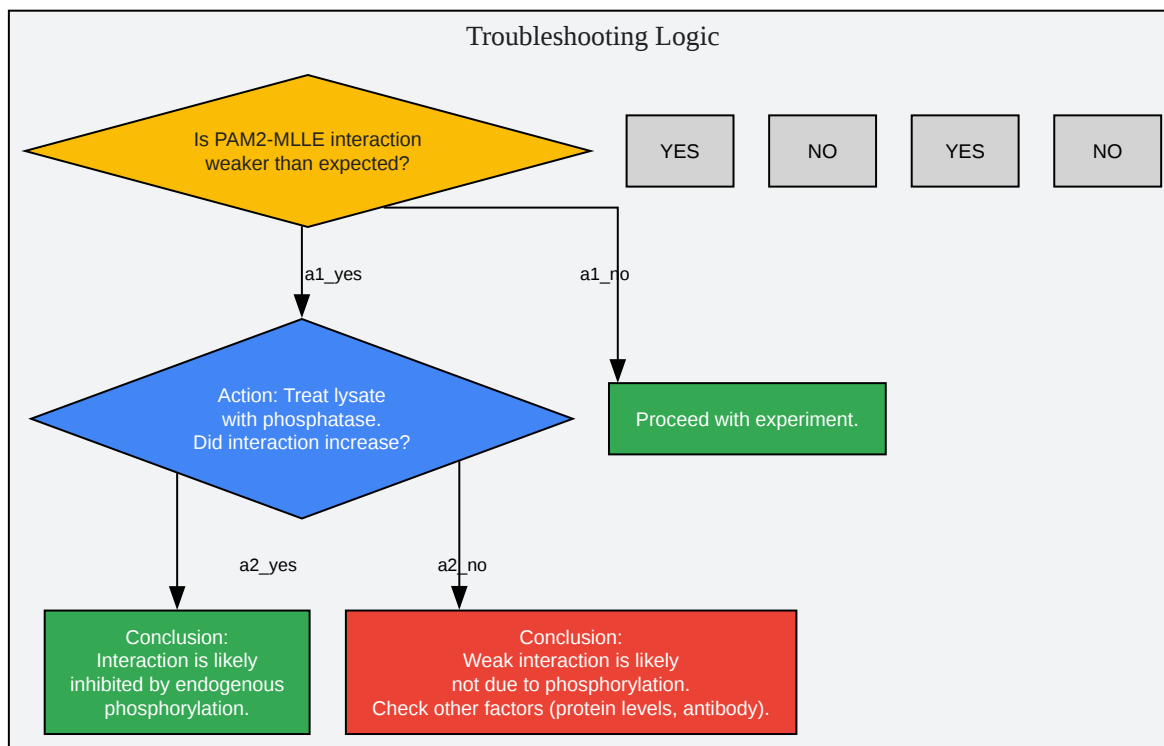 Troubleshooting Logic
Is PAM2-MLLE interaction
weaker than expected?
YES
NO
YES
NO
a1_yes
a1_no
Action: Treat lysate
with phosphatase.
Did interaction increase?
Proceed with experiment.
a2_yes
a2_no
Conclusion:
Interaction is likely
inhibited by endogenous
phosphorylation.
Conclusion:
Weak interaction is likely
not due to phosphorylation.
Check other factors (protein levels, antibody).